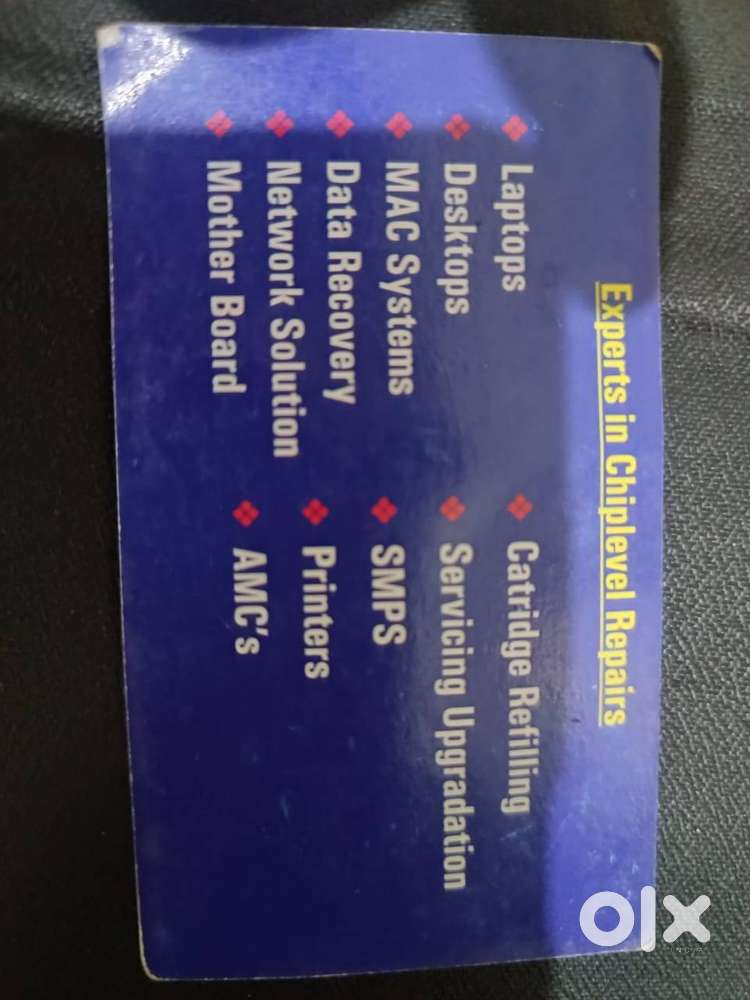 Experts in Chiplevel Repairs
Laptops
Desktops
MAC Systems
Data Recovery
Network Solution
Mother Board
Catridge Refilling
Servicing Upgradation
SMPS
Printers
AMC's
olx